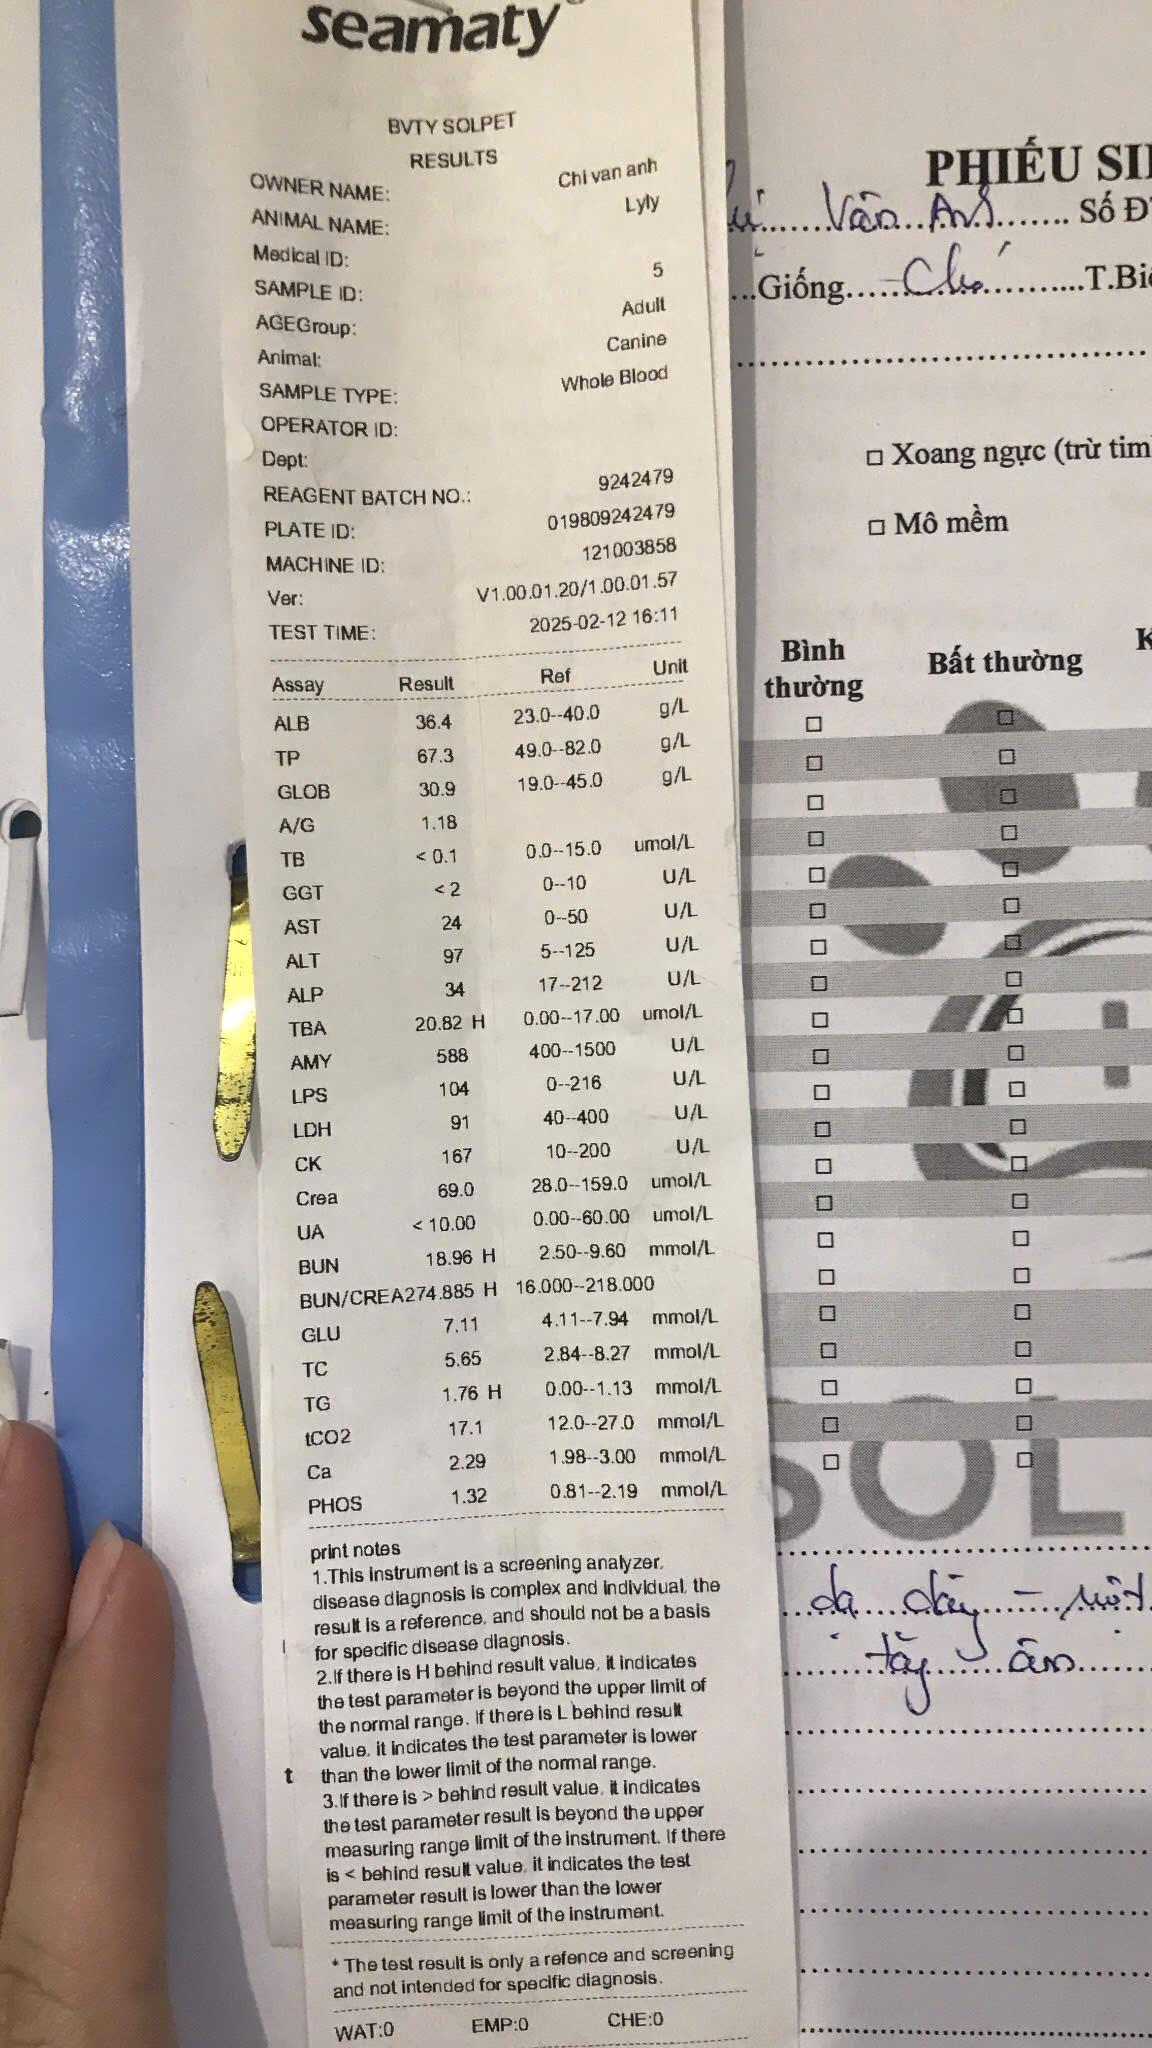 seamaty
BVTY SOLPET
RESULTS
OWNER NAME: Chi van anh
ANIMAL NAME: Lyly
Medical ID:
SAMPLE ID: 5
AGEGroup: Adult
Animal: Canine
SAMPLE TYPE: Whole Blood
OPERATOR ID:
Dept:
REAGENT BATCH NO.: 9242479
PLATE ID: 019809242479
MACHINE ID: 121003858
Ver: V1.00.01.20/1.00.01.57
TEST TIME: 2025-02-12 16:11
Assay Result Ref Unit
ALB 36.4 23.0--40.0 g/L
TP 67.3 49.0--82.0 g/L
GLOB 30.9 19.0--45.0 g/L
A/G 1.18
TB < 0.1 0.0--15.0 umol/L
GGT < 2 0--10 U/L
AST 24 0--50 U/L
ALT 97 5--125 U/L
ALP 34 17--212 U/L
TBA 20.82 H 0.00--17.00 umol/L
AMY 588 400--1500 U/L
LPS 104 0--216 U/L
LDH 91 40--400 U/L
CK 167 10--200 U/L
Crea 69.0 28.0--159.0 umol/L
UA < 10.00 0.00--60.00 umol/L
BUN 18.96 H 2.50--9.60 mmol/L
BUN/CREA274.885 H 16.000--218.000
GLU 7.11 4.11--7.94 mmol/L
TC 5.65 2.84--8.27 mmol/L
TG 1.76 H 0.00--1.13 mmol/L
tCO2 17.1 12.0--27.0 mmol/L
Ca 2.29 1.98--3.00 mmol/L
PHOS 1.32 0.81--2.19 mmol/L
print notes
1.This instrument is a screening analyzer,
disease diagnosis is complex and individual, the
result is a reference, and should not be a basis
for specific disease diagnosis.
2.If there is H behind result value, it indicates
the test parameter is beyond the upper limit of
the normal range. If there is L behind result
value, it indicates the test parameter is lower
than the lower limit of the normal range.
3.If there is > behind result value, it indicates
the test parameter result is beyond the upper
measuring range limit of the instrument. If there
is < behind result value, it indicates the test
parameter result is lower than the lower
measuring range limit of the instrument.
* The test result is only a refence and screening
and not intended for specific diagnosis.
WAT:0 EMP:0 CHE:0
t
PHIẾU SI
Vân Anh Số Đ
Giống Chó T.Bi
□ Xoang ngực (trừ tim
□ Mô mềm
Bình thường
Bất thường
K
SOL
dạ dày -